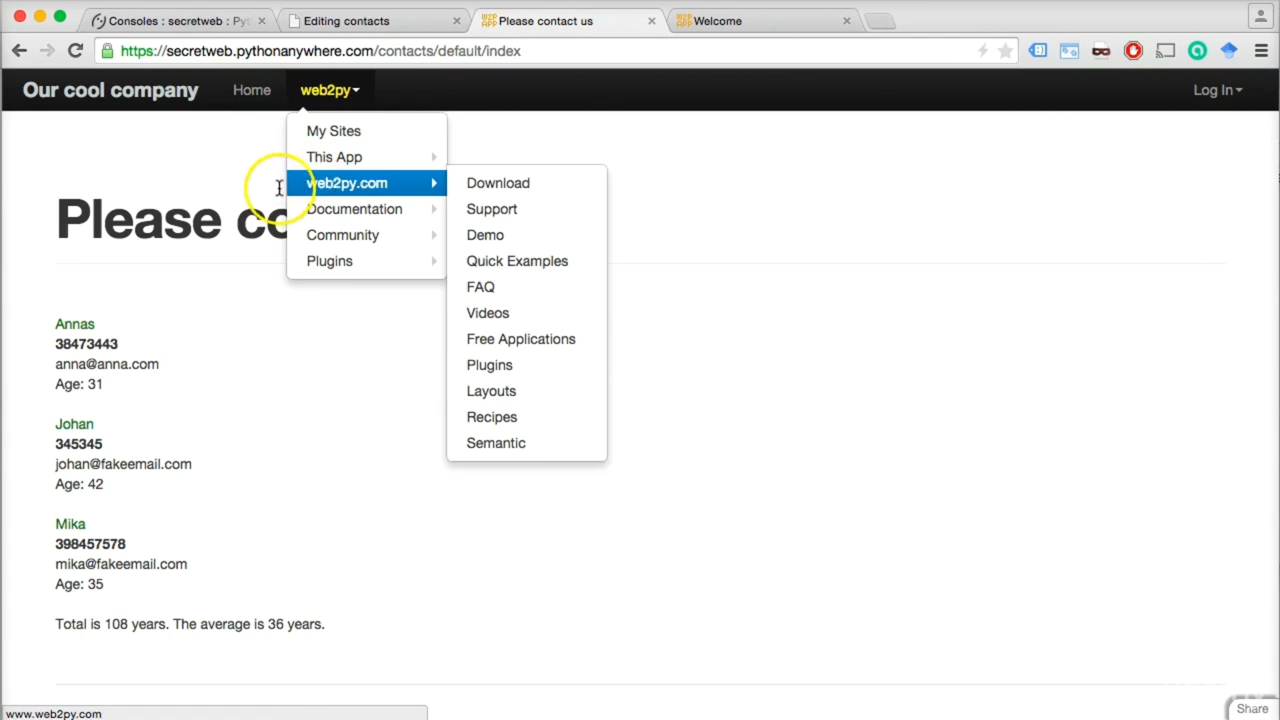 Consoles : secretweb : Pyt
Editing contacts
Please contact us
Welcome
https://secretweb.pythonanywhere.com/contacts/default/index
Our cool company
Home
web2py
Log In
My Sites
This App
web2py.com
Documentation
Community
Plugins
Download
Support
Demo
Quick Examples
FAQ
Videos
Free Applications
Plugins
Layouts
Recipes
Semantic
Please co
Annas
38473443
anna@anna.com
Age: 31
Johan
345345
johan@fakeemail.com
Age: 42
Mika
398457578
mika@fakeemail.com
Age: 35
Total is 108 years. The average is 36 years.
www.web2py.com
Share